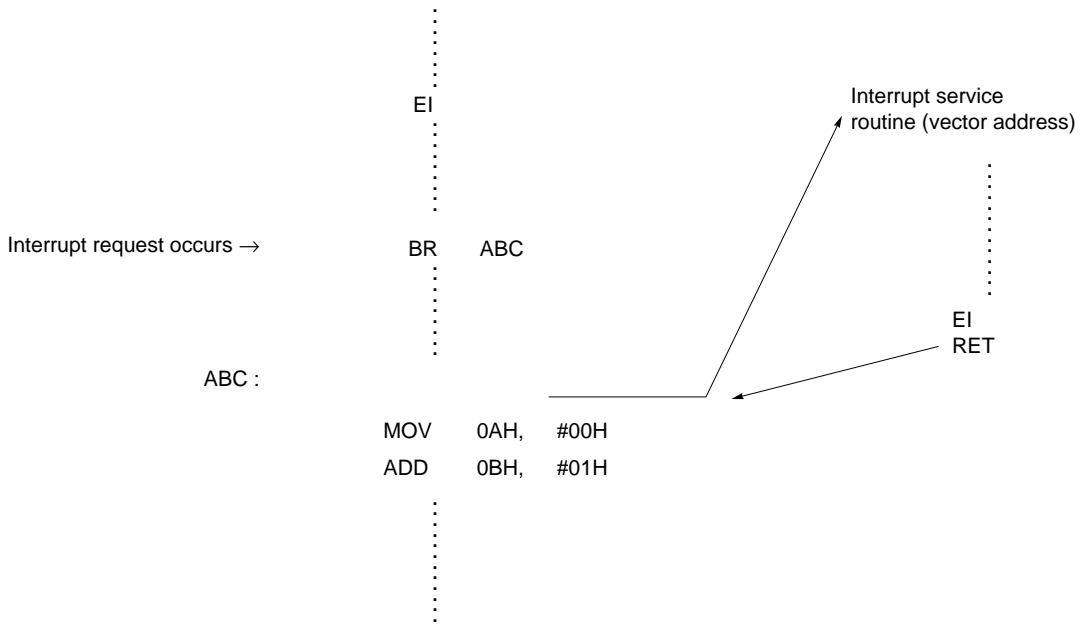 EI
Interrupt service
routine (vector address)
Interrupt request occurs → BR ABC
EI
RET
ABC :
MOV 0AH, #00H
ADD 0BH, #01H